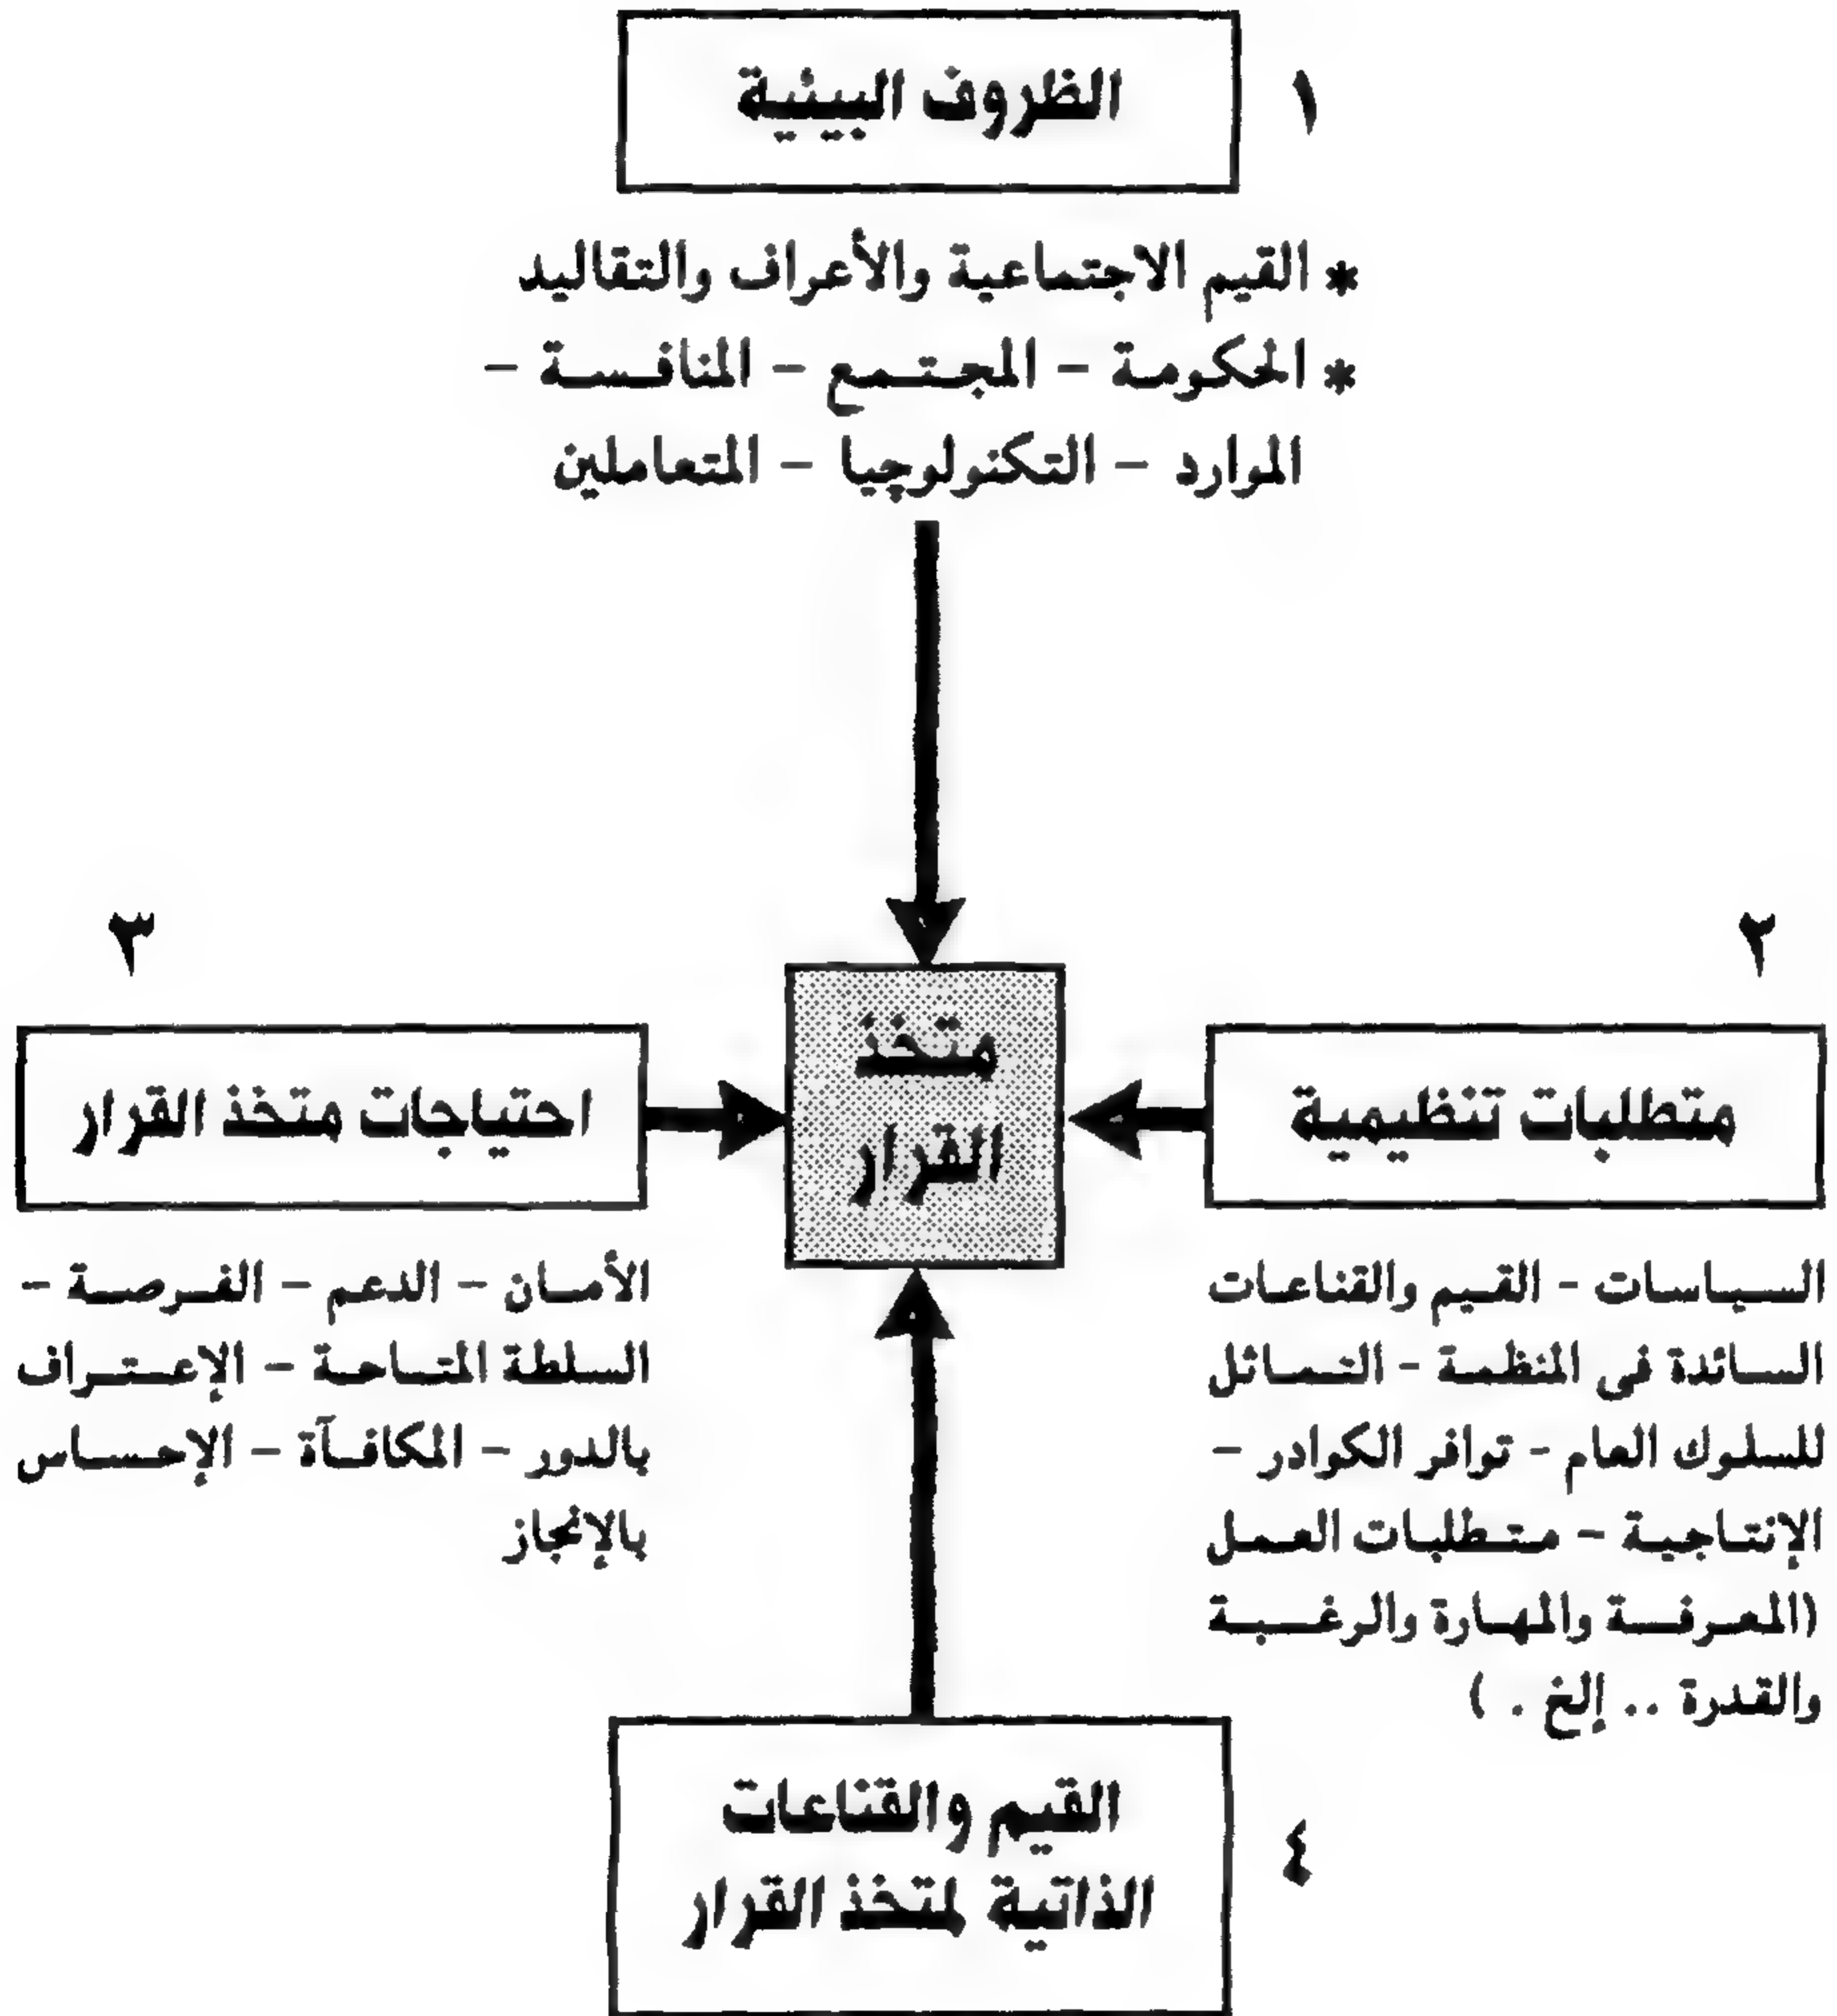 ١
الظروف البيئية
* القيم الاجتماعية والأعراف والتقاليد
* الحكومة - المجتمع - المنافسة -
الموارد - التكنولوچيا - المتعاملين
متخذ
القرار
٢
متطلبات تنظيمية
السياسات - القيم والقناعات
السائدة فى المنظمة - التماثل
للسلوك العام - توافر الكوادر -
الإنتاجية - متطلبات العمل
(المعرفة والمهارة والرغبة
والقدرة .. إلخ . )
٣
احتياجات متخذ القرار
الأمان - الدعم - الفرصة -
السلطة المتاحة - الإعتراف
بالدور - المكافآة - الإحساس
بالإنجاز
٤
القيم والقناعات
الذاتية لمتخذ القرار